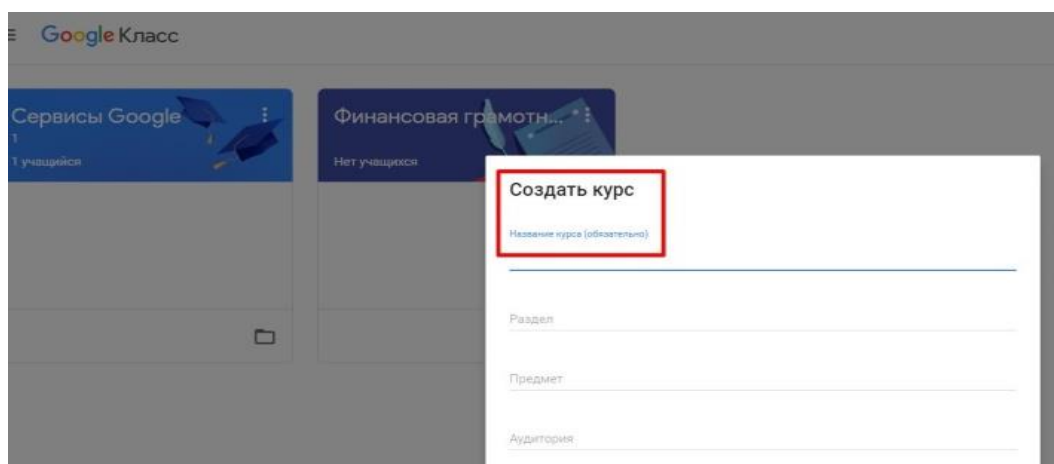 Google Класс
Сервисы Google
1
1 учащийся
Финансовая грамотн...
Нет учащихся
Создать курс
Название курса (обязательно)
Раздел
Предмет
Аудитория